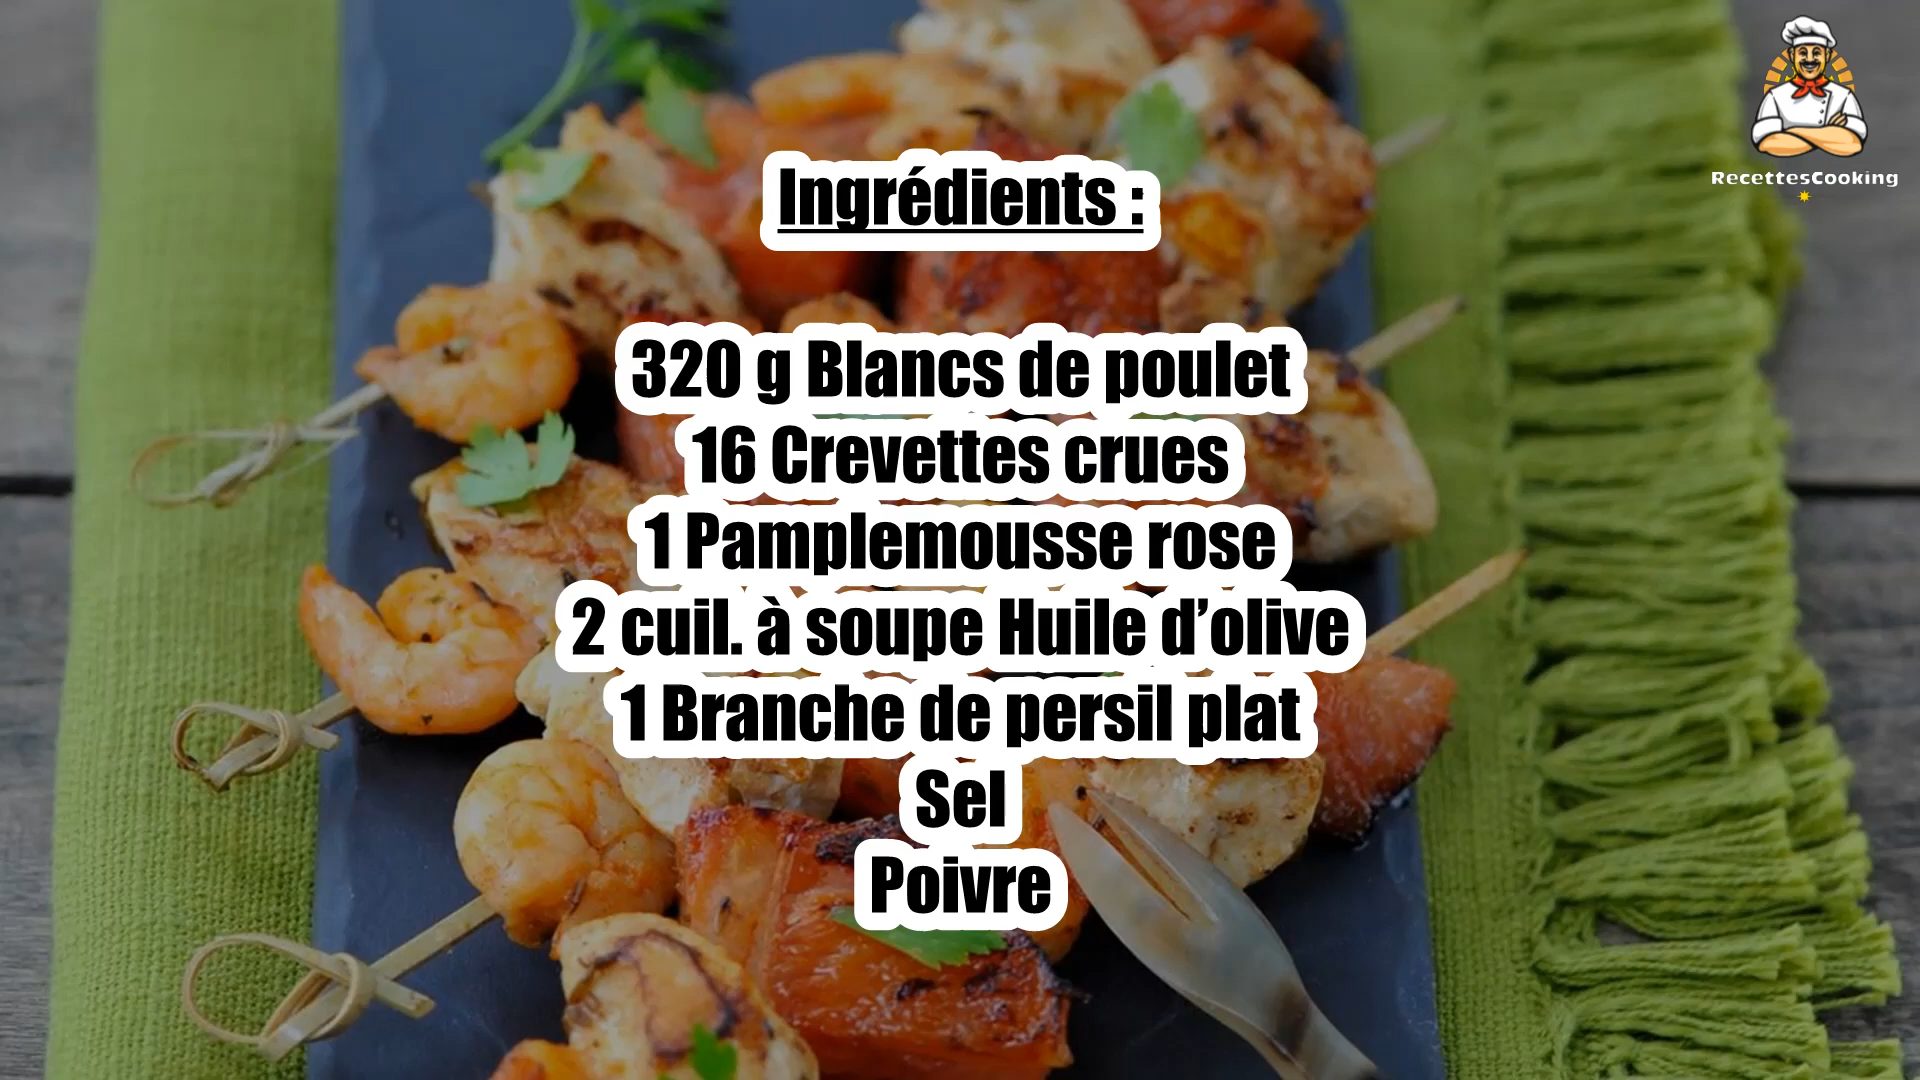 RecettesCooking
Ingrédients :
320 g Blancs de poulet
16 Crevettes crues
1 Pamplemousse rose
2 cuil. à soupe Huile d’olive
1 Branche de persil plat
Sel
Poivre